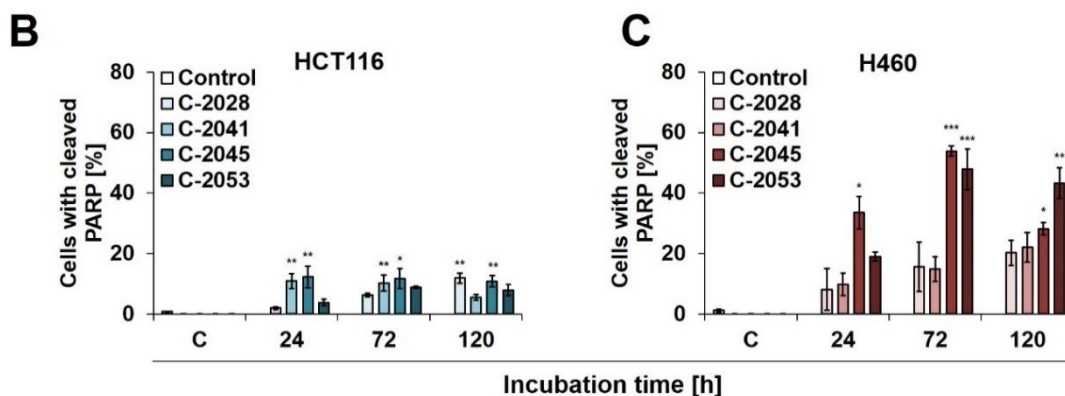 B
HCT116
Cells with cleaved
PARP [%]
80
60
40
20
0
Control
C-2028
C-2041
C-2045
C-2053
** **
** *
** **
C 24 72 120
C
H460
Cells with cleaved
PARP [%]
80
60
40
20
0
Control
C-2028
C-2041
C-2045
C-2053
*
*** ***
* **
C 24 72 120
Incubation time [h]